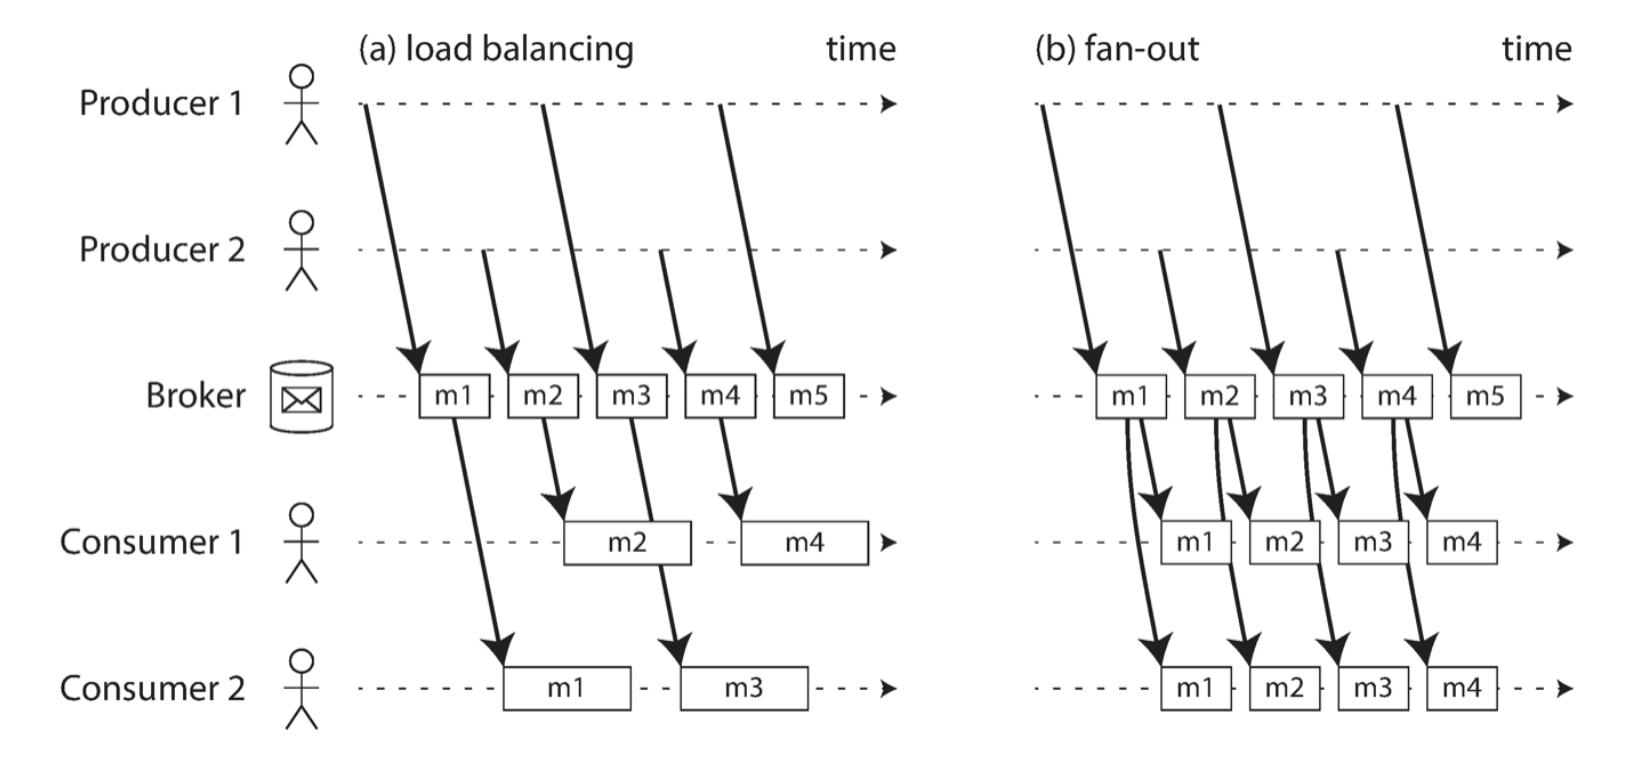 (a) load balancing time (b) fan-out time
Producer 1
Producer 2
Broker m1 m2 m3 m4 m5 m1 m2 m3 m4 m5
Consumer 1 m2 m4 m1 m2 m3 m4
Consumer 2 m1 m3 m1 m2 m3 m4